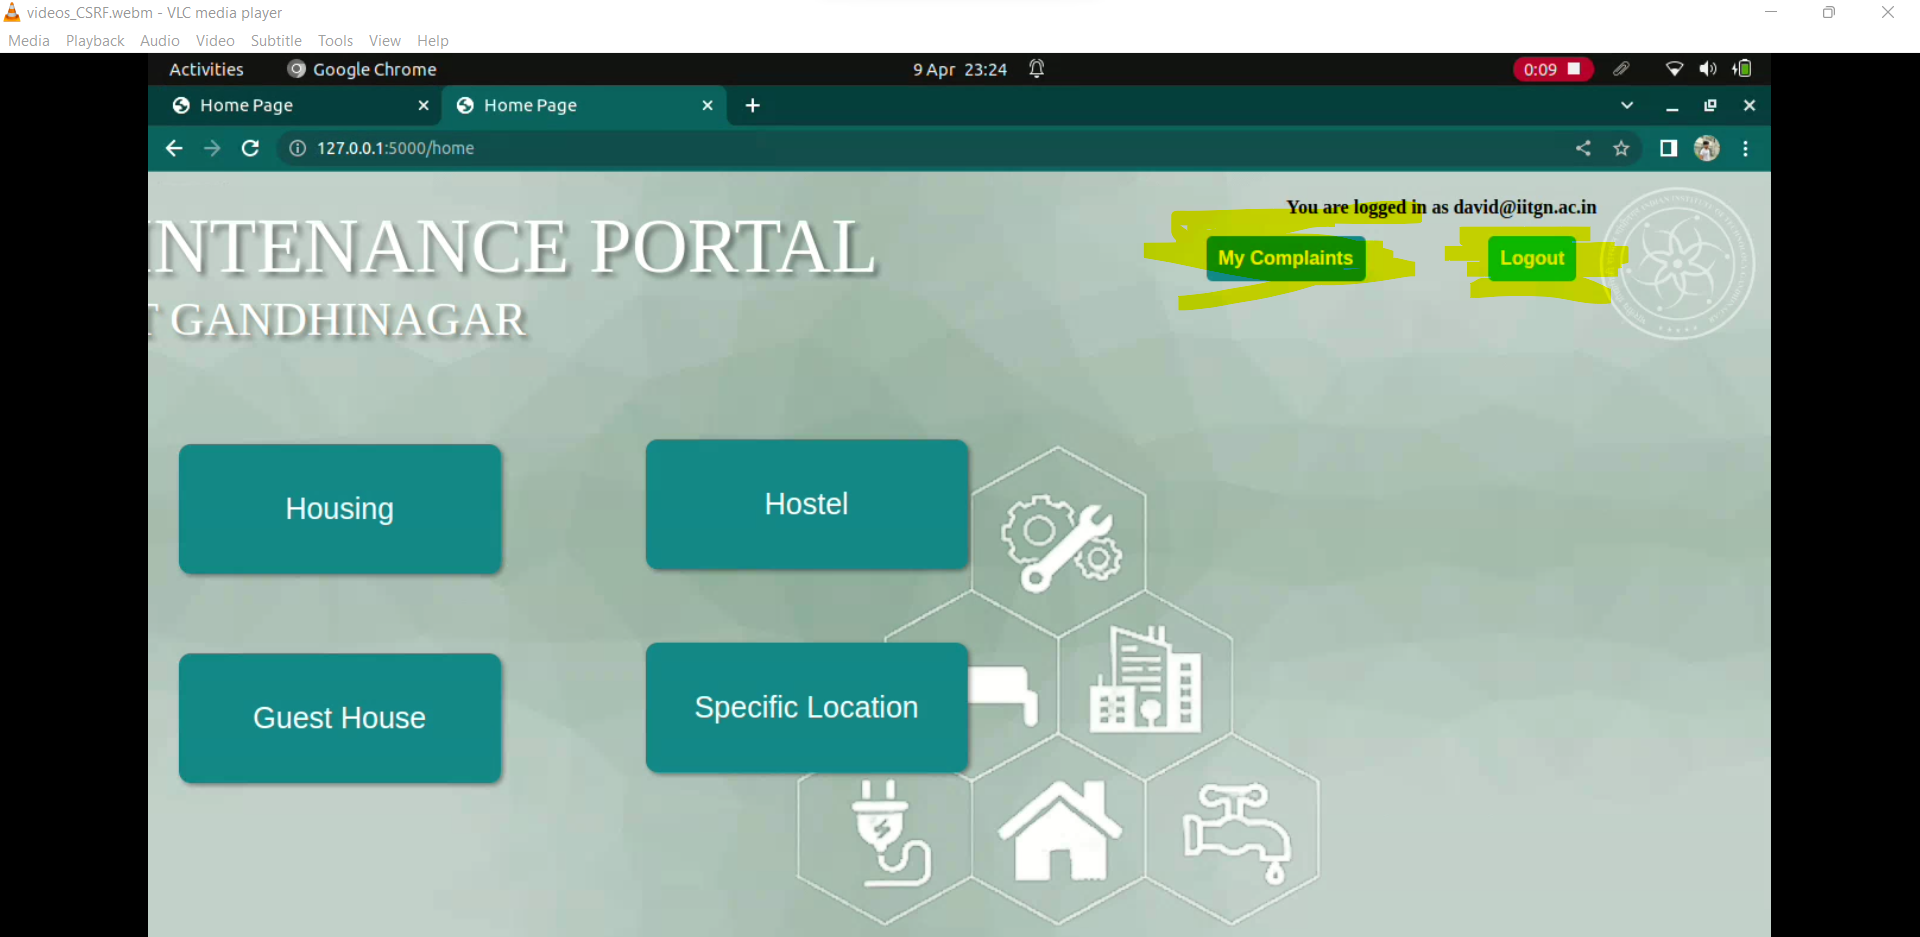 videos_CSRF.webm - VLC media player
Media Playback Audio Video Subtitle Tools View Help
Activities Google Chrome 9 Apr 23:24 0:09
Home Page Home Page
127.0.0.1:5000/home
You are logged in as david@iitgn.ac.in
INTENANCE PORTAL
My Complaints Logout
T GANDHINAGAR
Housing Hostel
Guest House Specific Location